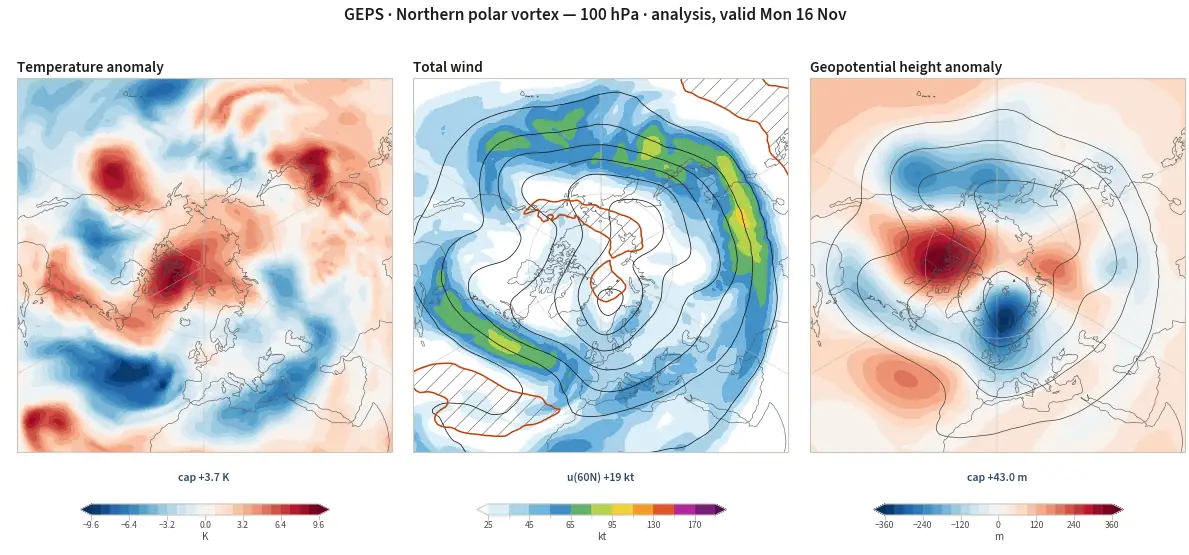 GEPS · Northern polar vortex — 100 hPa · analysis, valid Mon 16 Nov
Temperature anomaly
Total wind
Geopotential height anomaly
cap +3.7 K
u(60N) +19 kt
cap +43.0 m
−9.6 −6.4 −3.2 0.0 3.2 6.4 9.6
K
25 45 65 95 130 170
kt
−360 −240 −120 0 120 240 360
m